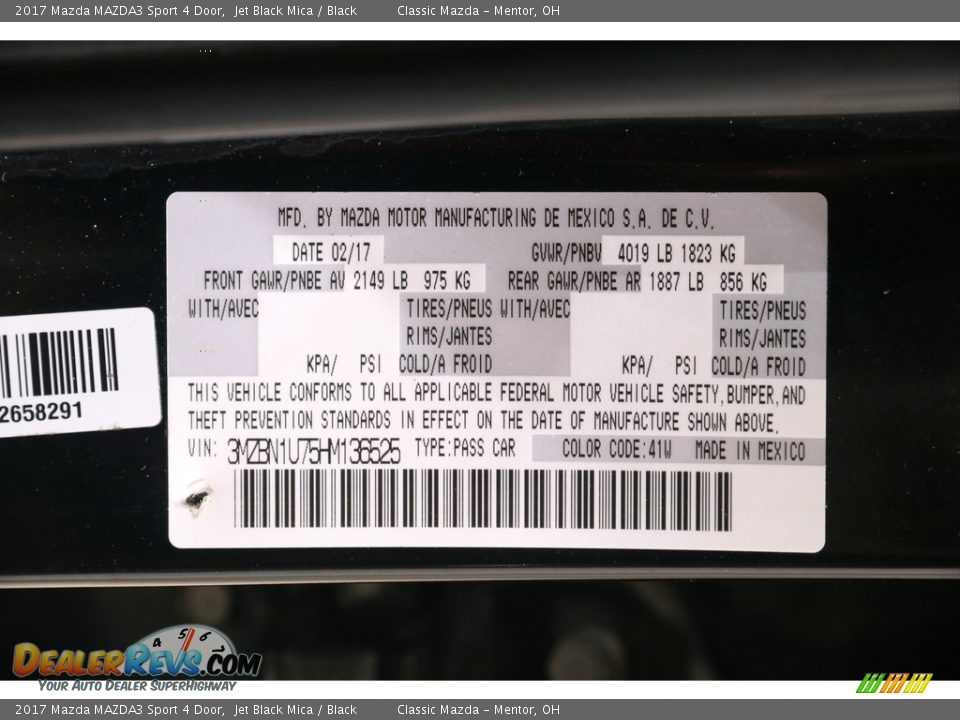 2017 Mazda MAZDA3 Sport 4 Door, Jet Black Mica / Black Classic Mazda – Mentor, OH
MFD. BY MAZDA MOTOR MANUFACTURING DE MEXICO S.A. DE C.V.
DATE 02/17 GVWR/PNBV 4019 LB 1823 KG
FRONT GAWR/PNBE AV 2149 LB 975 KG REAR GAWR/PNBE AR 1887 LB 856 KG
WITH/AVEC TIRES/PNEUS WITH/AVEC TIRES/PNEUS
RIMS/JANTES RIMS/JANTES
KPA/ PSI COLD/A FROID KPA/ PSI COLD/A FROID
THIS VEHICLE CONFORMS TO ALL APPLICABLE FEDERAL MOTOR VEHICLE SAFETY,BUMPER,AND
THEFT PREVENTION STANDARDS IN EFFECT ON THE DATE OF MANUFACTURE SHOWN ABOVE.
VIN: 3MZBN1U75HM136525 TYPE:PASS CAR COLOR CODE:41W MADE IN MEXICO
2658291
4 5 6
DEALERREVS.COM
YOUR AUTO DEALER SUPERHIGHWAY
2017 Mazda MAZDA3 Sport 4 Door, Jet Black Mica / Black Classic Mazda – Mentor, OH